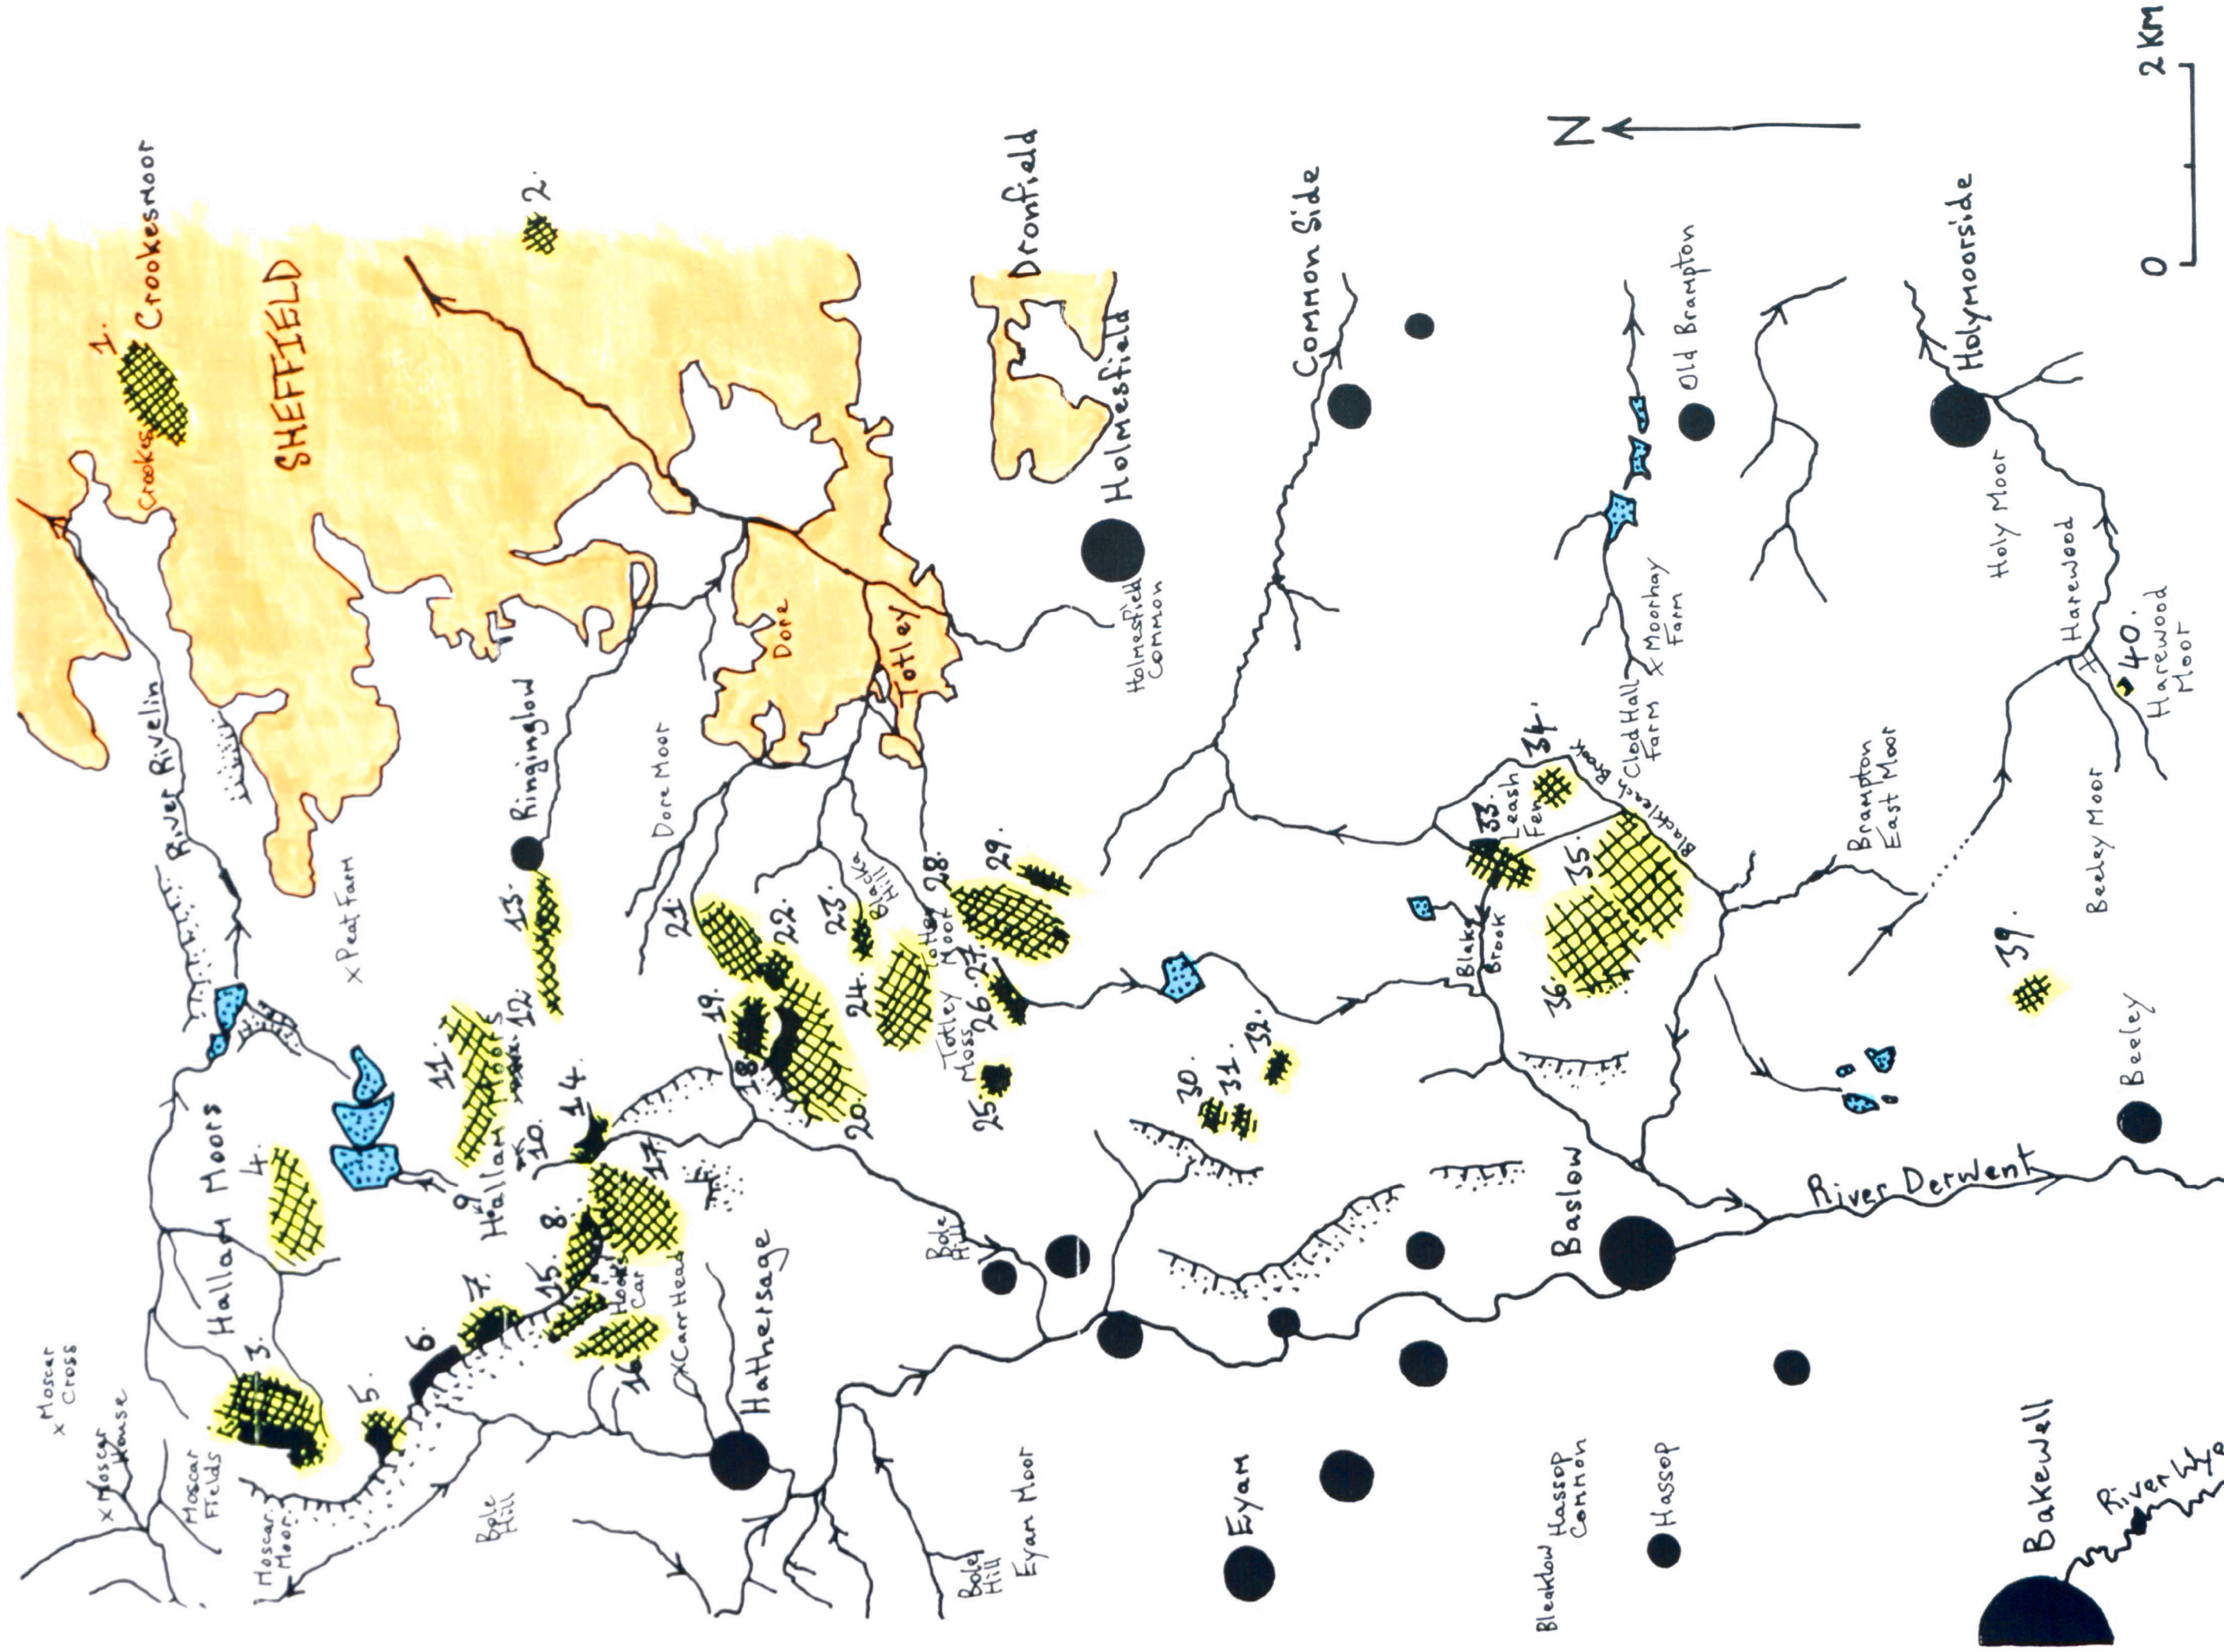 1.
Crookesmoor
Crookes
SHEFFIELD
2.
River Rivelin
x Peat Farm
Ringinglow
Dore Moor
Dore
Totley
Dronfield
Holmesfield
Holmesfield
Common
Common Side
N
Old Brampton
Holymoorside
0
2 KM
x Moscar
Cross
x Moscar
House
Moscar
Fields
Moscar
Moor
Hallam Moors
3.
4.
5.
6.
7.
8.
9.
Hallam Moors
10.
11.
12.
13.
14.
15.
16.
17.
Hooks
Car
x Carr Head
Hathersage
Bole
Hill
18.
19.
20.
21.
22.
23.
24.
Blacka
Hill
Totley
Moor
Totley
Moss
25.
26.
27.
28.
29.
Bole
Hill
Bole
Hill
Eyam Moor
Eyam
30.
31.
32.
33.
Leash
Fen
34.
Blake
Brook
Blackleach Brook
35.
36.
Clod Hall
Farm
x Moorhay
Farm
Baslow
River Derwent
Brampton
East Moor
Bleaklow
Hassop
Common
Hassop
Bakewell
River Wye
Beeley
39.
Beeley Moor
Holy Moor
Harewood
40.
Harewood
Moor